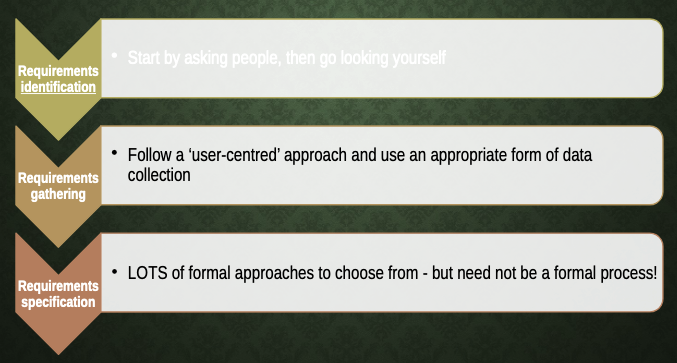 Requirements
identification
• Start by asking people, then go looking yourself
Requirements
gathering
• Follow a ‘user-centred’ approach and use an appropriate form of data
collection
Requirements
specification
• LOTS of formal approaches to choose from - but need not be a formal process!